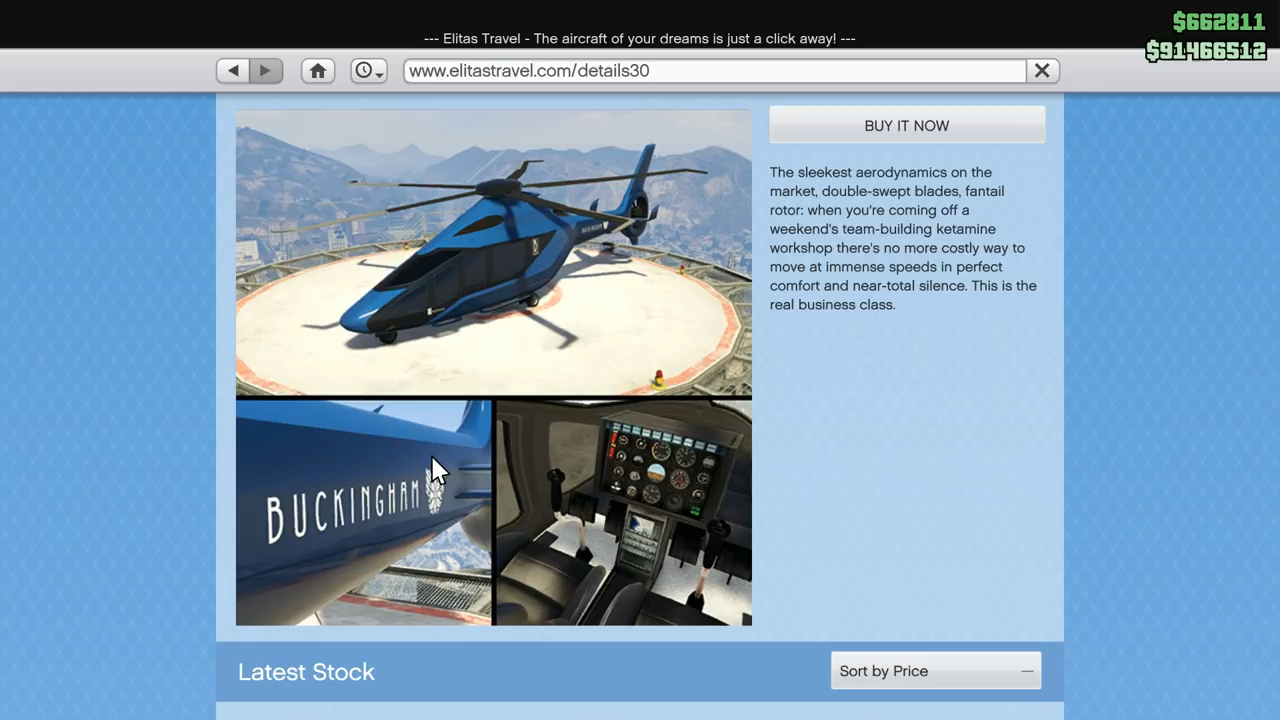 $662811
--- Elitas Travel - The aircraft of your dreams is just a click away! ---
$91466512
www.elitastravel.com/details30
BUY IT NOW
The sleekest aerodynamics on the
market, double-swept blades, fantail
rotor: when you're coming off a
weekend's team-building ketamine
workshop there's no more costly way to
move at immense speeds in perfect
comfort and near-total silence. This is the
real business class.
BUCKINGHAM
Latest Stock
Sort by Price